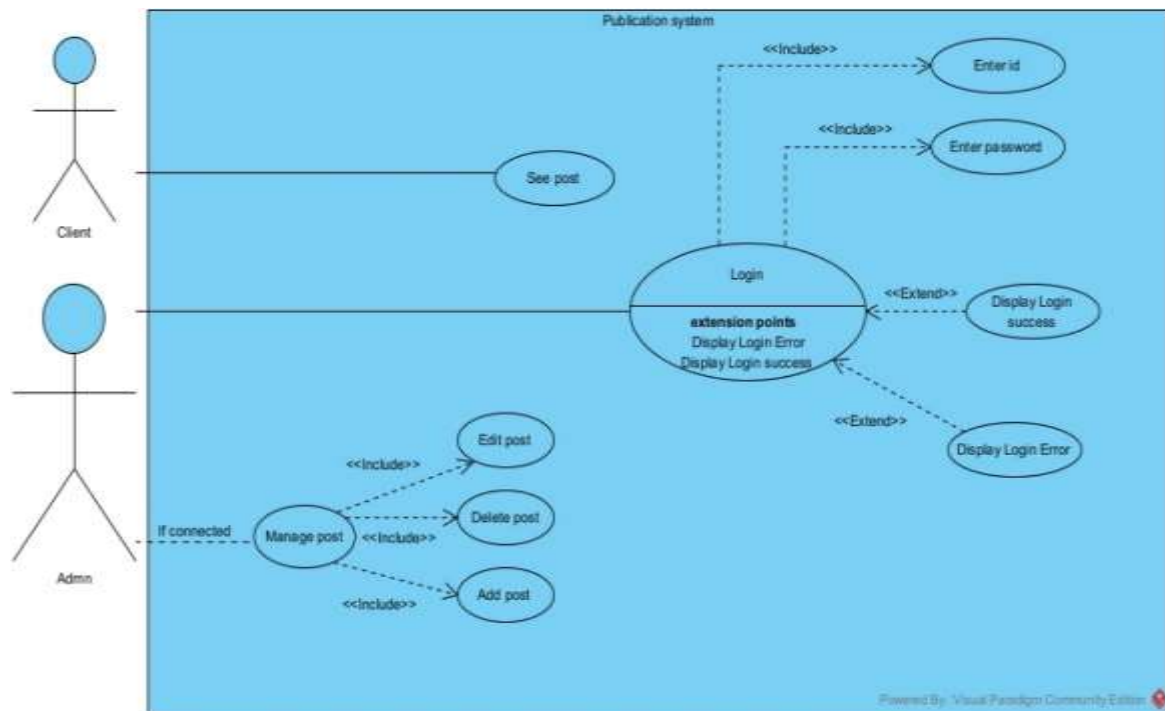 Publication system
<<Include>>
Enter id
<<Include>>
Enter password
See post
Client
Login
extension points
Display Login Error
Display Login success
<<Extend>>
Display Login
success
<<Extend>>
Display Login Error
Edit post
<<Include>>
If connected
Manage post
Delete post
<<Include>>
Add post
<<Include>>
Admn
Powered By: Visual Paradigm Community Edition